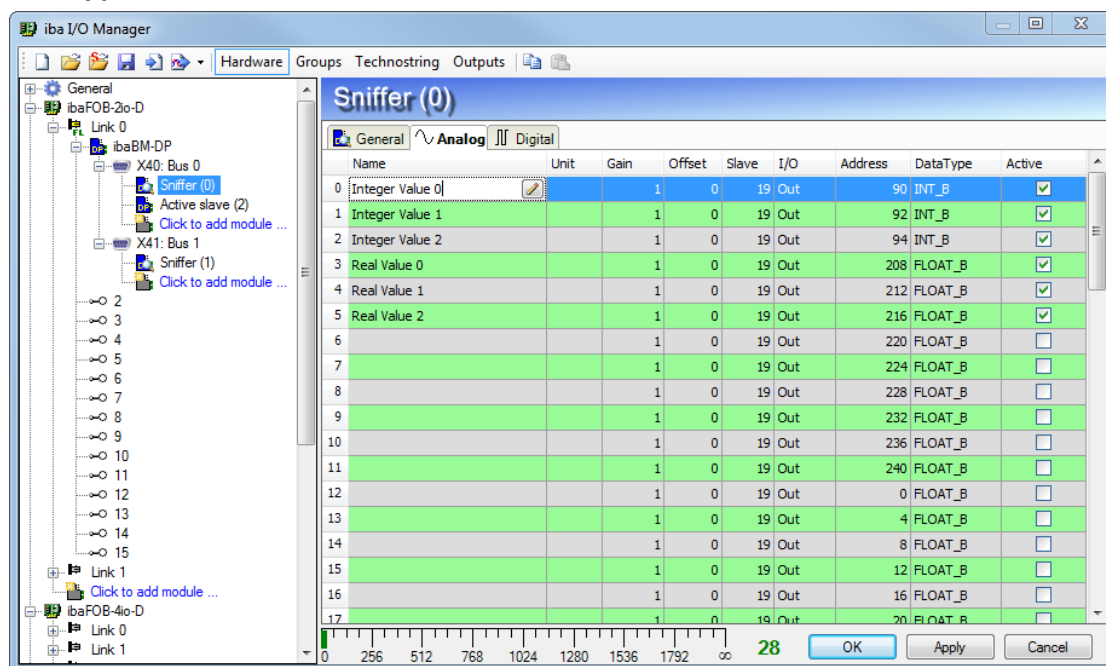 iba I/O Manager
Hardware Groups Technostring Outputs
General
ibaFOB-2io-D
Link 0
ibaBM-DP
X40: Bus 0
Sniffer (0)
Active slave (2)
Click to add module ...
X41: Bus 1
Sniffer (1)
Click to add module ...
2
3
4
5
6
7
8
9
10
11
12
13
14
15
Link 1
Click to add module ...
ibaFOB-4io-D
Link 0
Link 1
Sniffer (0)
General Analog Digital
Name Unit Gain Offset Slave I/O Address DataType Active
0 Integer Value 0 1 0 19 Out 90 INT_B
1 Integer Value 1 1 0 19 Out 92 INT_B
2 Integer Value 2 1 0 19 Out 94 INT_B
3 Real Value 0 1 0 19 Out 208 FLOAT_B
4 Real Value 1 1 0 19 Out 212 FLOAT_B
5 Real Value 2 1 0 19 Out 216 FLOAT_B
6 1 0 19 Out 220 FLOAT_B
7 1 0 19 Out 224 FLOAT_B
8 1 0 19 Out 228 FLOAT_B
9 1 0 19 Out 232 FLOAT_B
10 1 0 19 Out 236 FLOAT_B
11 1 0 19 Out 240 FLOAT_B
12 1 0 19 Out 0 FLOAT_B
13 1 0 19 Out 4 FLOAT_B
14 1 0 19 Out 8 FLOAT_B
15 1 0 19 Out 12 FLOAT_B
16 1 0 19 Out 16 FLOAT_B
17 1 0 19 Out 20 FLOAT_B
0 256 512 768 1024 1280 1536 1792 ∞ 28 OK Apply Cancel